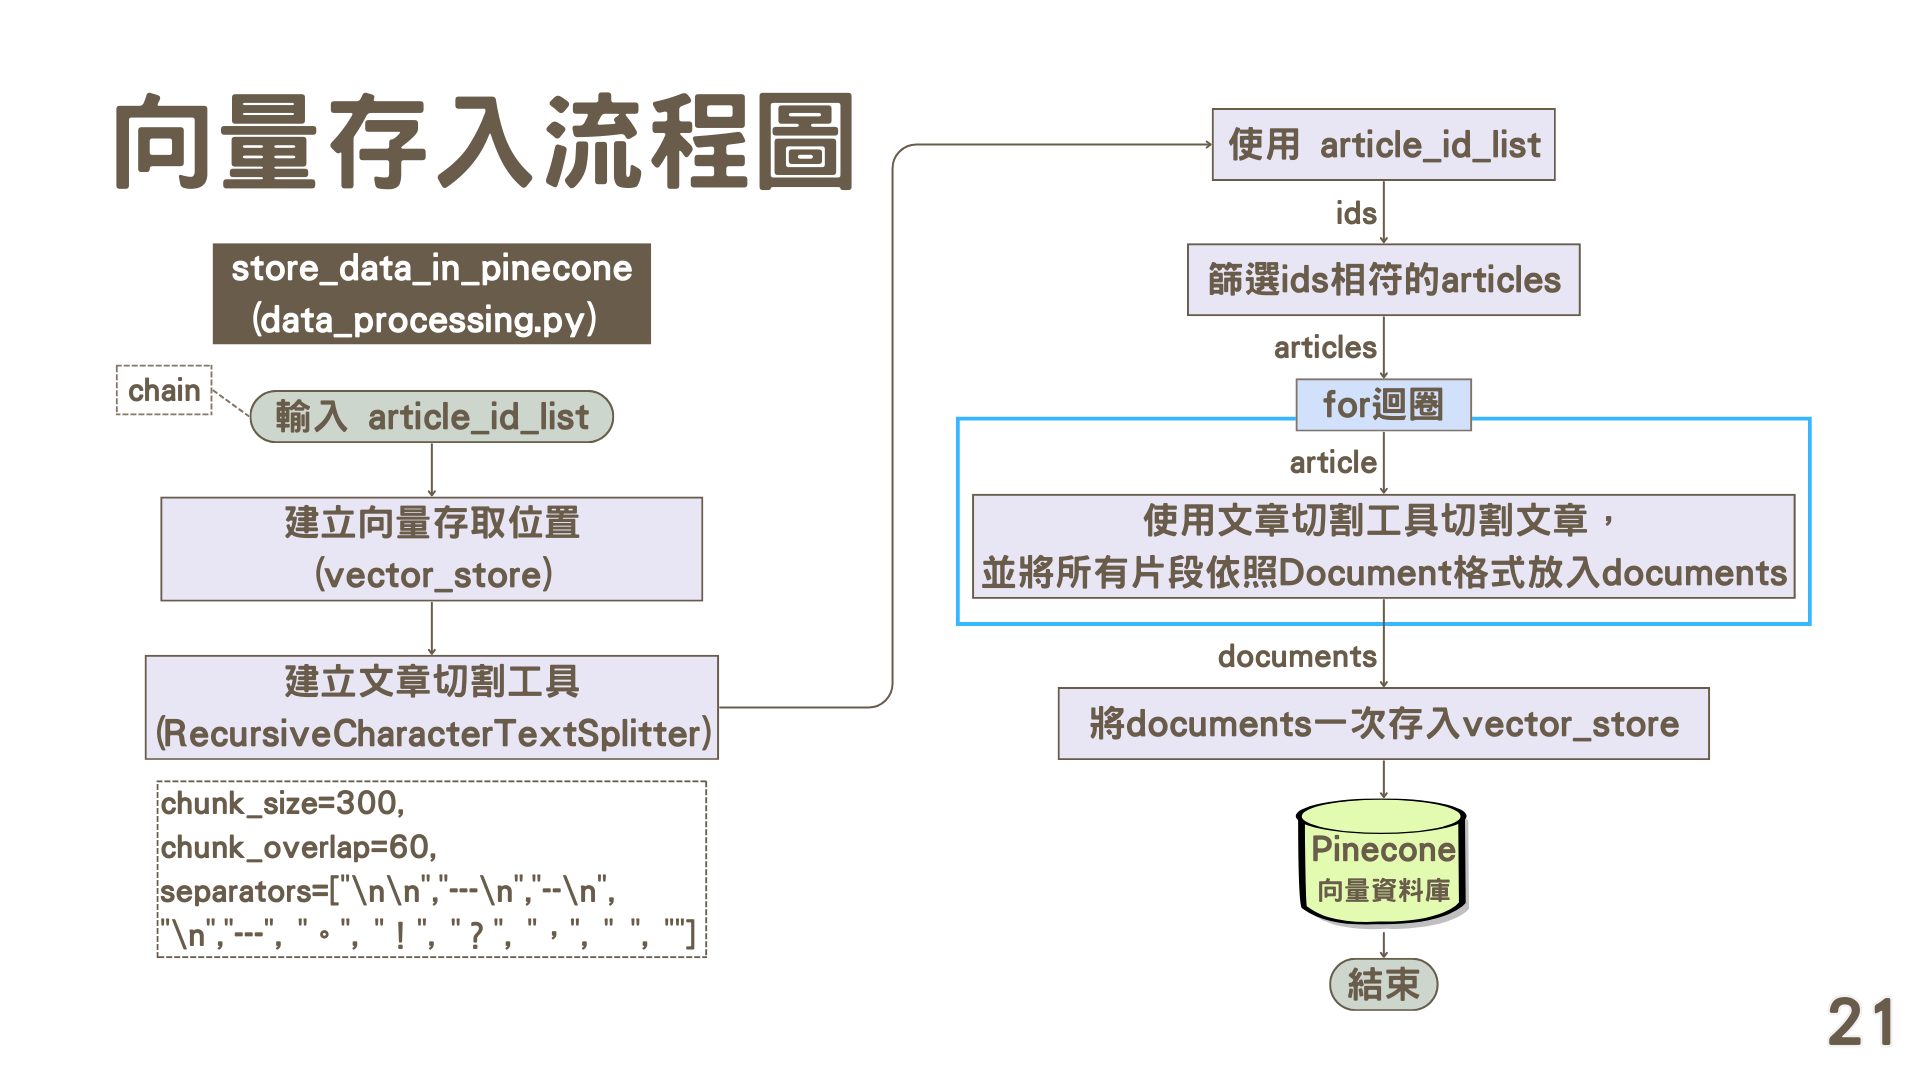 向量存入流程圖
store_data_in_pinecone
(data_processing.py)
chain
輸入 article_id_list
建立向量存取位置
(vector_store)
建立文章切割工具
(RecursiveCharacterTextSplitter)
chunk_size=300,
chunk_overlap=60,
separators=["\n\n","---\n","--\n",
"\n","---", "。", "！", "？", "，", " ", ""]
使用 article_id_list
ids
篩選ids相符的articles
articles
for迴圈
article
使用文章切割工具切割文章，
並將所有片段依照Document格式放入documents
documents
將documents一次存入vector_store
Pinecone
向量資料庫
結束
21